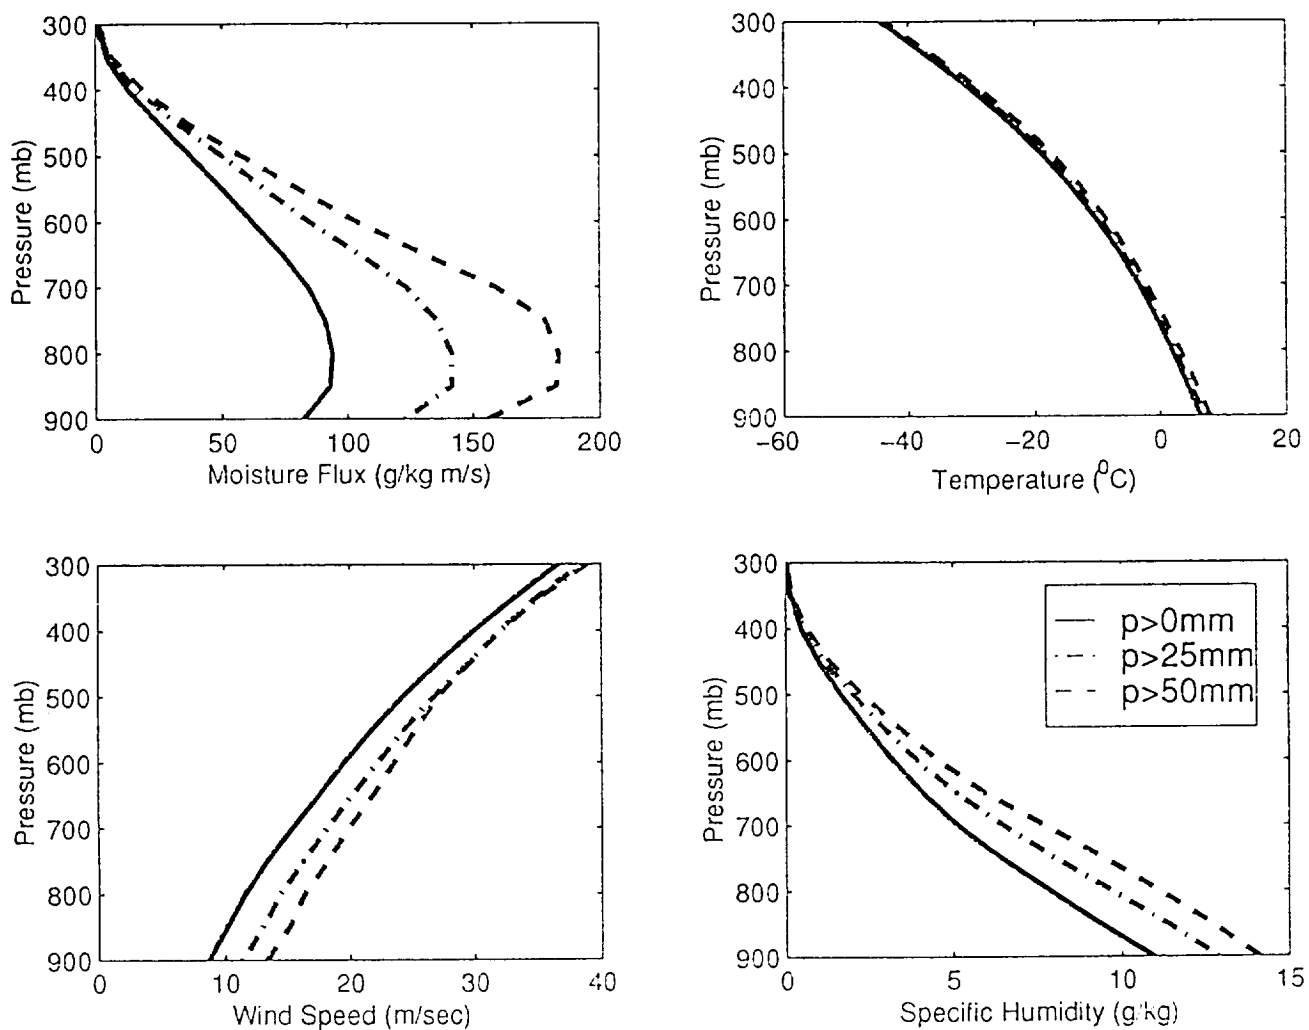 300
400
500
600
700
800
900
Pressure (mb)
0 50 100 150 200
Moisture Flux (g/kg m/s)
300
400
500
600
700
800
900
Pressure (mb)
−60 −40 −20 0 20
Temperature (⁰C)
300
400
500
600
700
800
900
Pressure (mb)
0 10 20 30 40
Wind Speed (m/sec)
300
400
500
600
700
800
900
Pressure (mb)
p>0mm
p>25mm
p>50mm
0 5 10 15
Specific Humidity (g/kg)